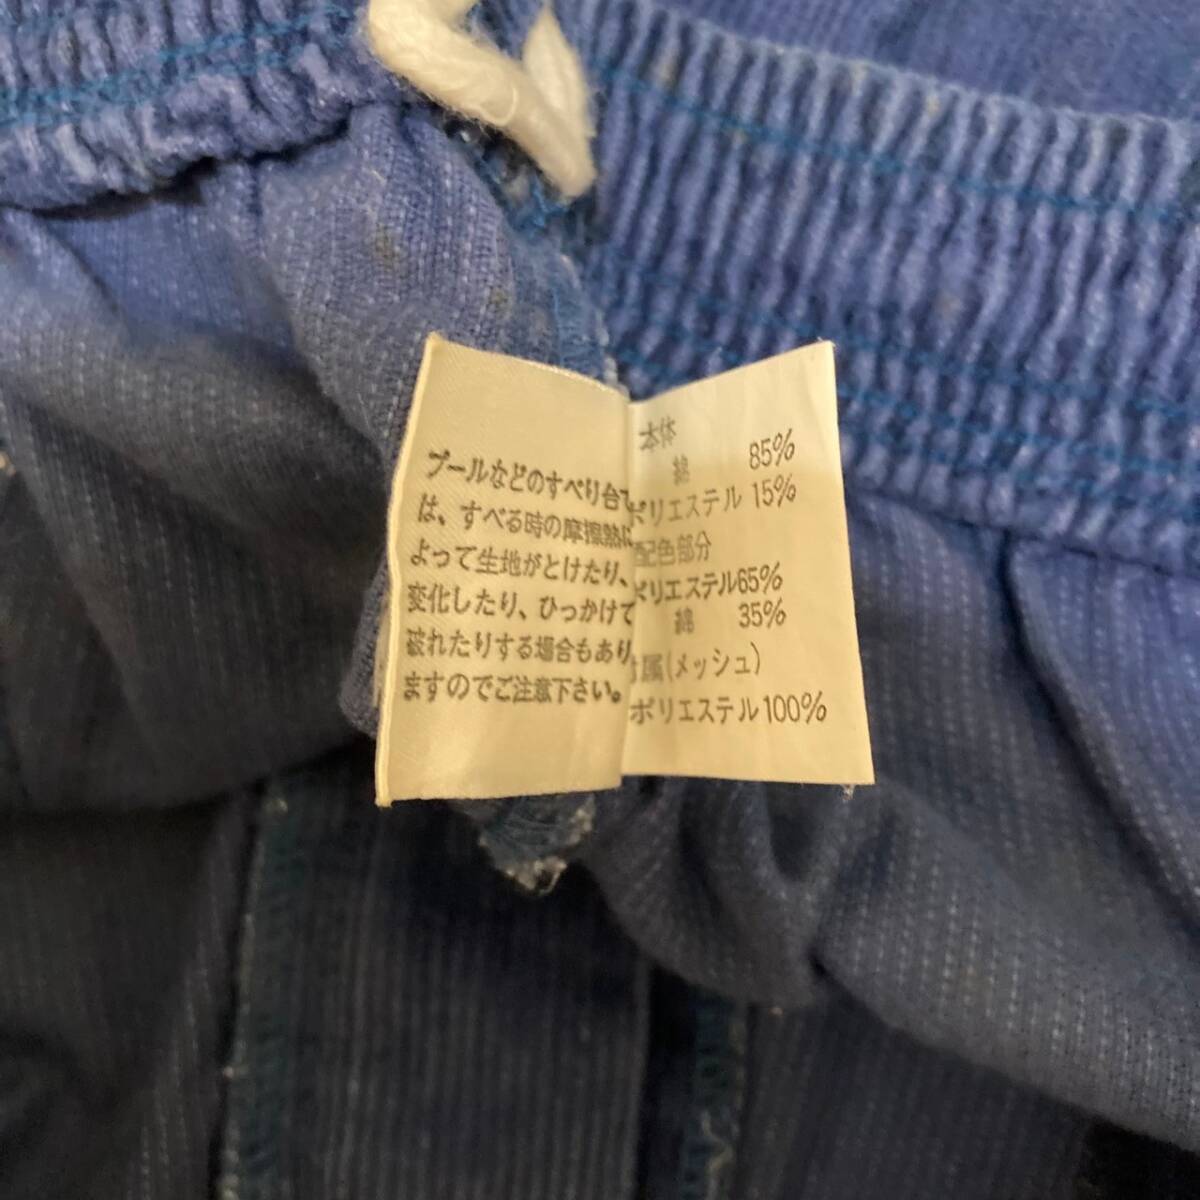 プールなどのすべり台で
は、すべる時の摩擦熱に
よって生地がとけたり、
変化したり、ひっかけて
破れたりする場合もあり
ますのでご注意下さい。
本体
綿 85%
ポリエステル 15%
配色部分
ポリエステル65%
綿 35%
付属(メッシュ)
ポリエステル100%